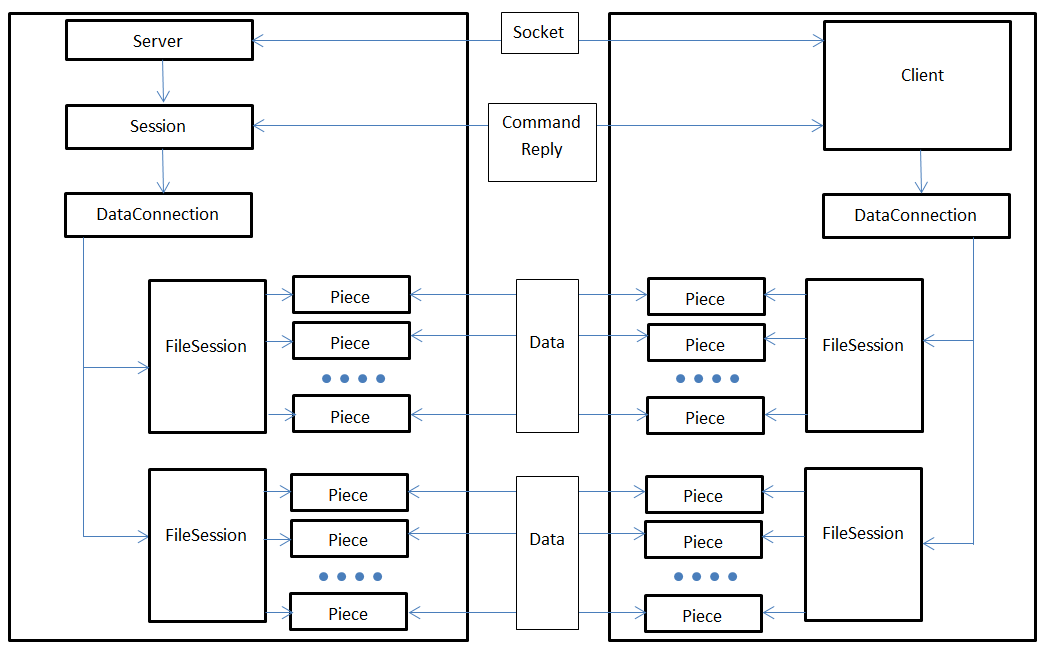 Server
Socket
Client
Session
Command
Reply
DataConnection
DataConnection
FileSession
Piece
Piece
Piece
Data
Piece
Piece
Piece
FileSession
FileSession
Piece
Piece
Piece
Data
Piece
Piece
Piece
FileSession